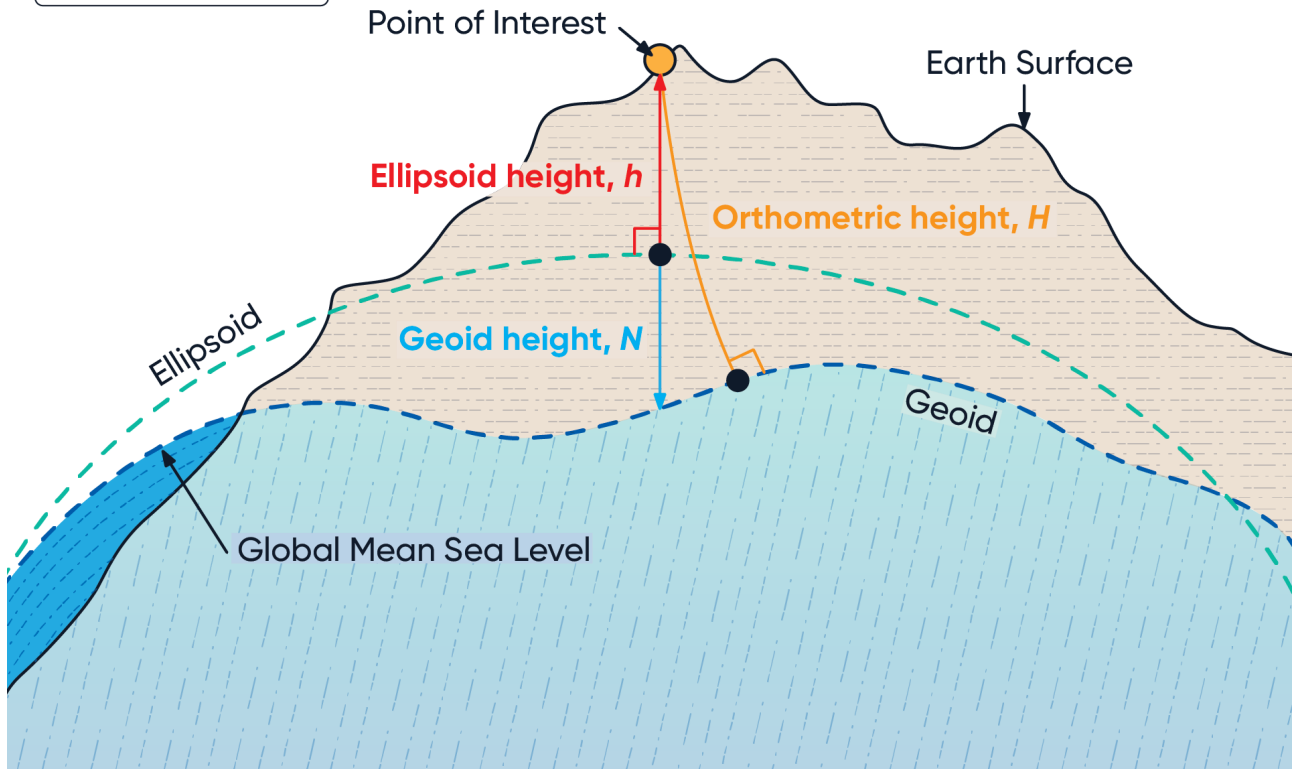 Point of Interest
Earth Surface
Ellipsoid height, h
Orthometric height, H
Ellipsoid
Geoid height, N
Geoid
Global Mean Sea Level